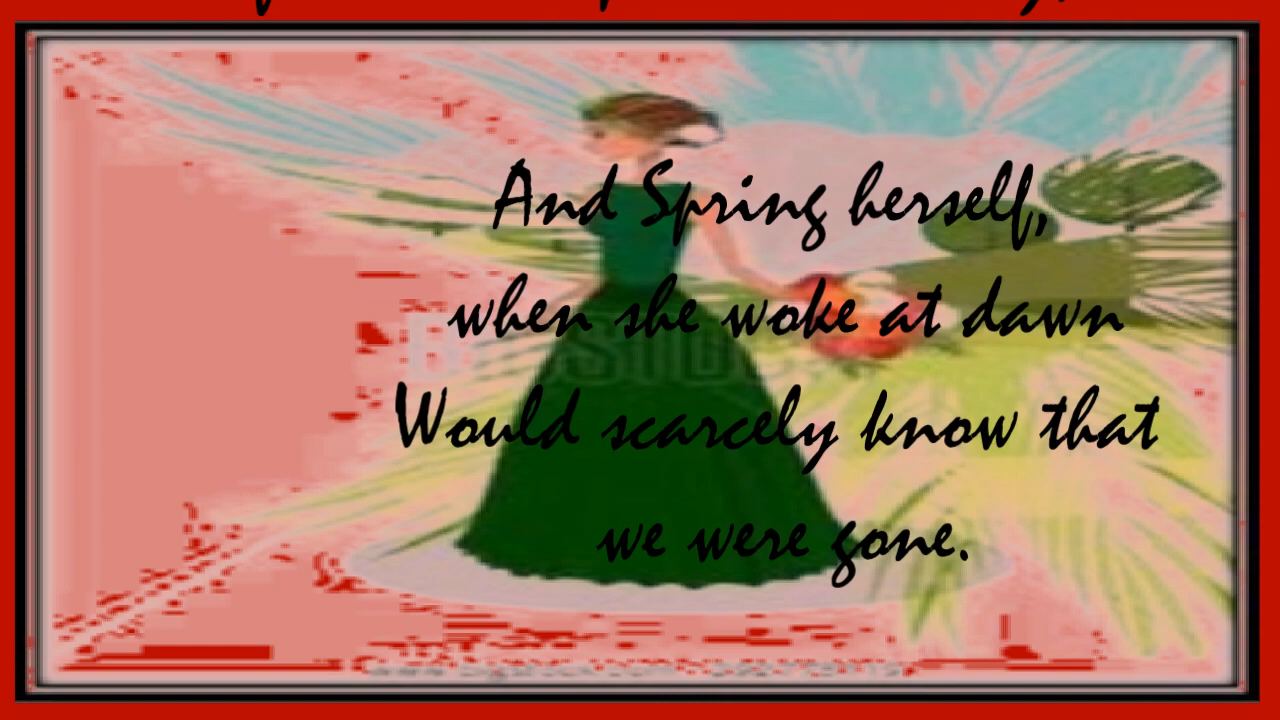 And Spring herself,
when she woke at dawn
Would scarcely know that
we were gone.